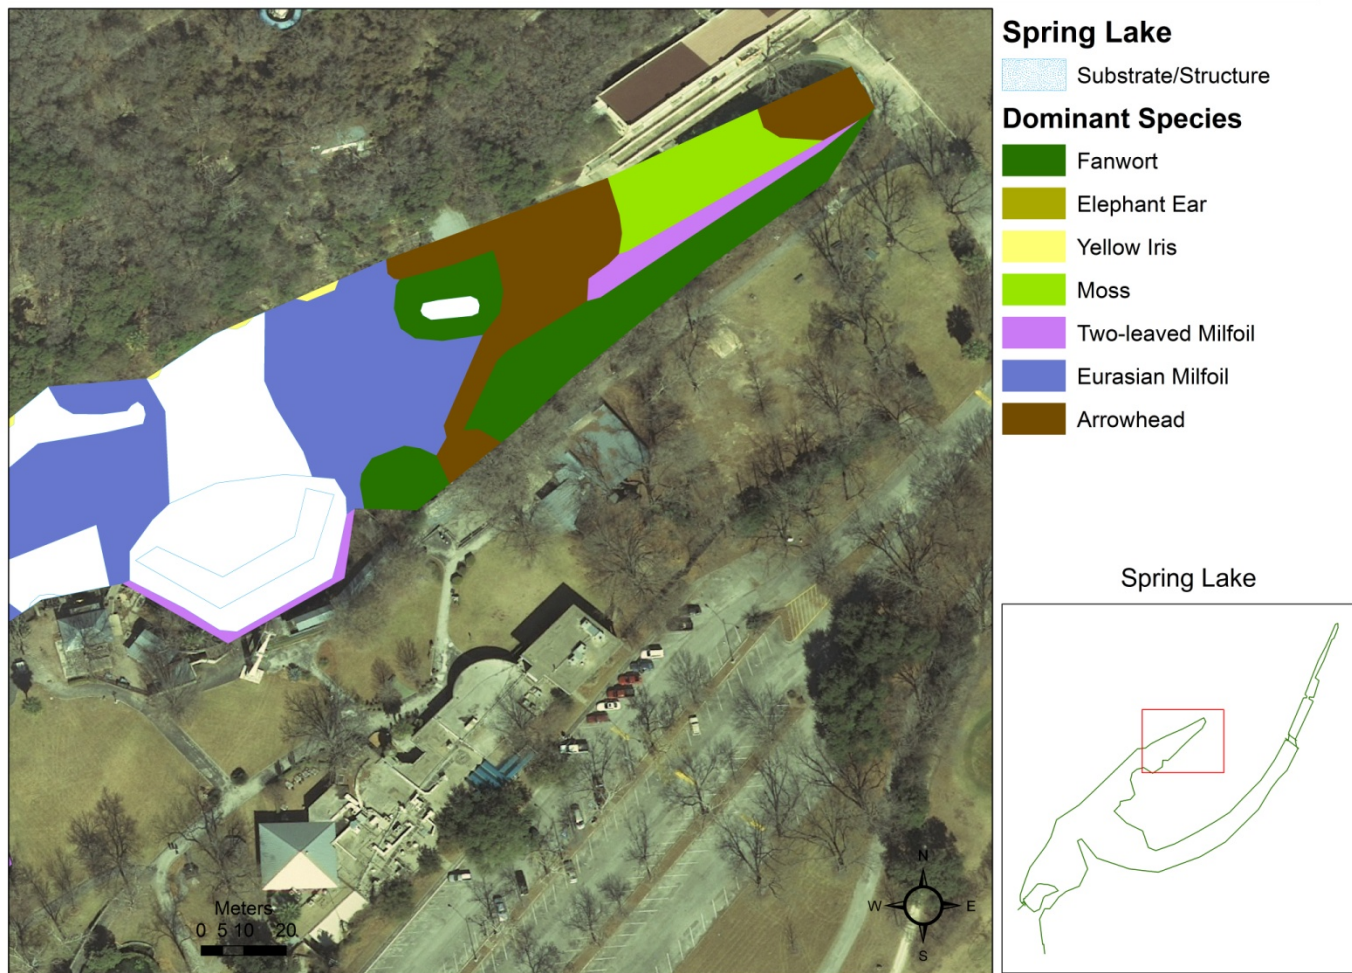 Spring Lake
Substrate/Structure
Dominant Species
Fanwort
Elephant Ear
Yellow Iris
Moss
Two-leaved Milfoil
Eurasian Milfoil
Arrowhead
Spring Lake
Meters
0 5 10 20
N
W E
S